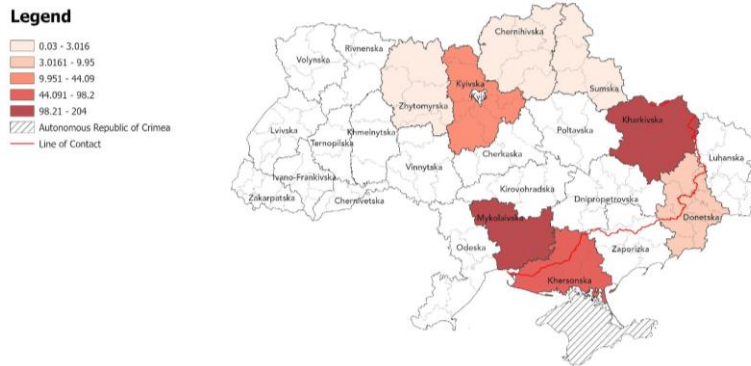 Legend
0.03 - 3.016
3.0161 - 9.95
9.951 - 44.09
44.091 - 98.2
98.21 - 204
Autonomous Republic of Crimea
Line of Contact
Chernihivska
Rivnenska
Volynska
Kyivska
Kyiv
Sumska
Zhytomyrska
Kharkivska
Lvivska
Khmelnytska
Poltavska
Ternopilska
Luhanska
Cherkaska
Vinnytska
Ivano-Frankivska
Kirovohradska
Zakarpatska
Chernivetska
Dnipropetrovska
Donetska
Mykolaivska
Odeska
Zaporizka
Khersonska